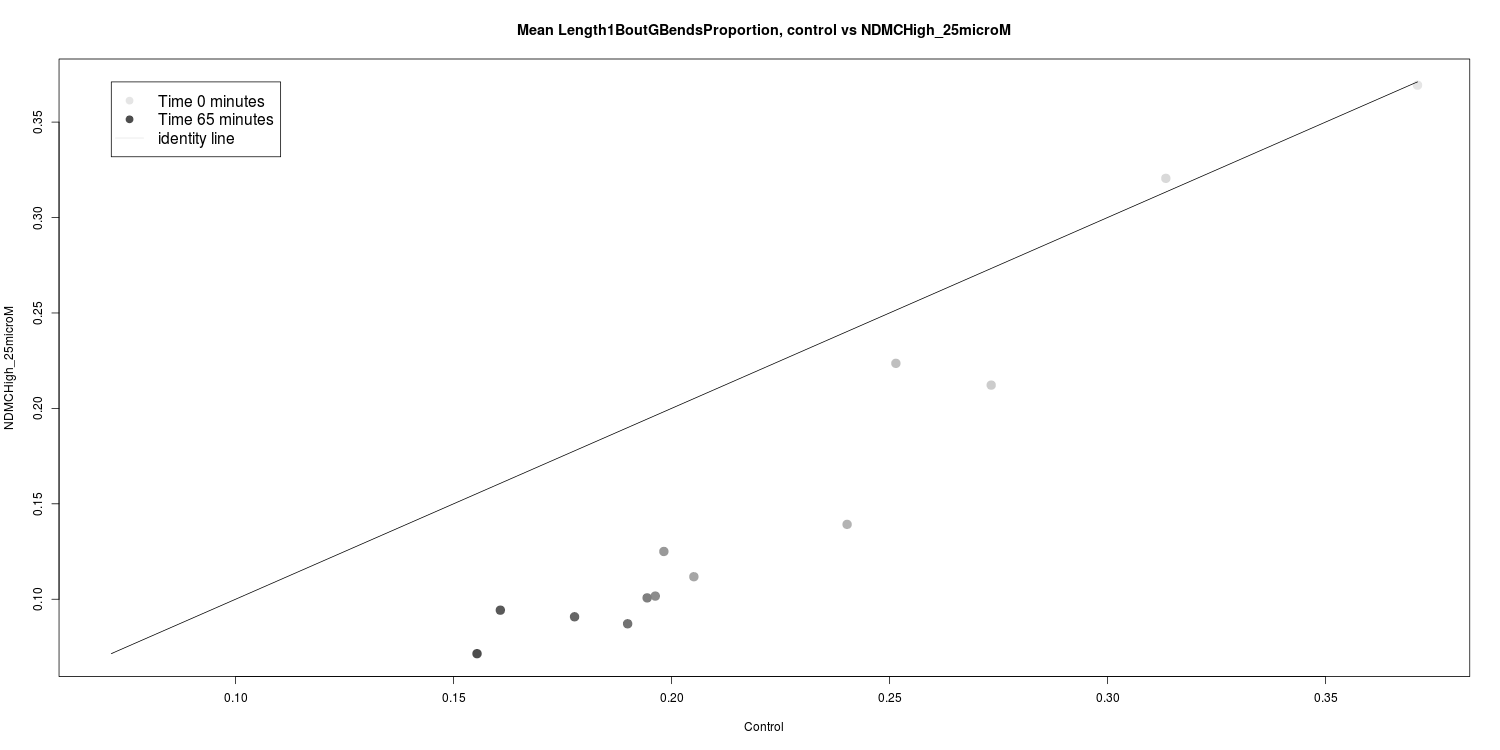 Mean Length1BoutGBendsProportion, control vs NDMCHigh_25microM
Time 0 minutes
Time 65 minutes
identity line
NDMCHigh_25microM
0.35
0.30
0.25
0.20
0.15
0.10
0.10 0.15 0.20 0.25 0.30 0.35
Control